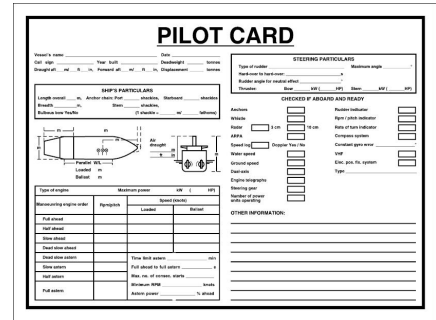 PILOT CARD
Vessel's name
Date
Call sign Year built Deadweight tonnes
Draught aft m/ ft in, Forward aft m/ ft in, Displacement tonnes
SHIP'S PARTICULARS
Length overall m, Anchor chain: Port shackles, Starboard shackles
Breadth m, Stern shackles
Bulbous bow Yes/No (1 shackle = m/ fathoms)
m
m m
Air draught
m
ft in
Parallel W/L
Loaded m
Ballast m
Type of engine Maximum power kW ( HP)
Manoeuvring engine order Rpm/pitch Speed (knots)
Loaded Ballast
Full ahead
Half ahead
Slow ahead
Dead slow ahead
Dead slow astern
Slow astern
Half astern
Full astern
Time limit astern min
Full ahead to full astern s
Max. no. of consec. starts
Minimum RPM knots
Astern power % ahead
STEERING PARTICULARS
Type of rudder Maximum angle °
Hard-over to hard-over: s
Rudder angle for neutral effect °
Thruster: Bow kW ( HP) Stern kW ( HP)
CHECKED IF ABOARD AND READY
Anchors
Whistle
Radar 3 cm 10 cm
ARPA
Speed log Doppler Yes / No
Water speed
Ground speed
Dual-axis
Engine telegraphs
Steering gear
Number of power units operating
Rudder indicator
Rpm / pitch indicator
Rate of turn indicator
Compass system
Constant gyro error °
VHF
Elec. pos. fix. system
Type
OTHER INFORMATION: